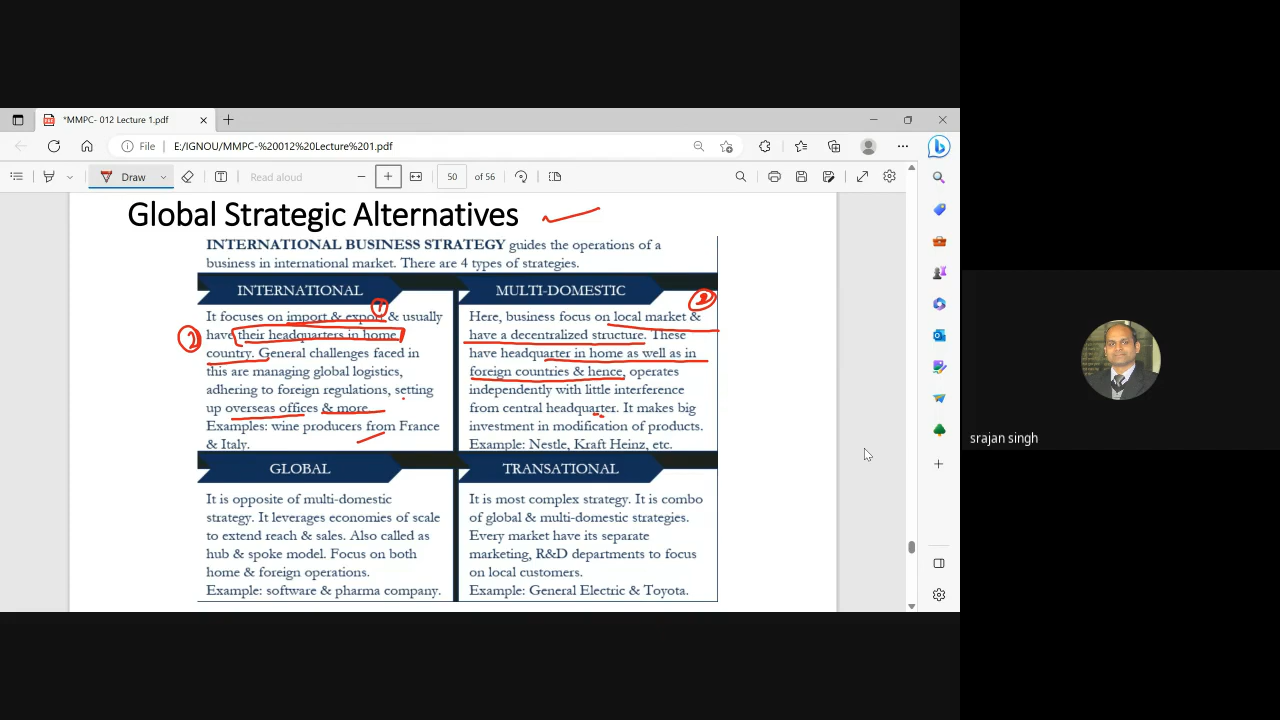 *MMPC- 012 Lecture 1.pdf
File E:/IGNOU/MMPC-%20012%20Lecture%201.pdf
Draw Read aloud 50 of 56
Global Strategic Alternatives
INTERNATIONAL BUSINESS STRATEGY guides the operations of a
business in international market. There are 4 types of strategies.
INTERNATIONAL
1
It focuses on import & export & usually
2 have their headquarters in home
country. General challenges faced in
this are managing global logistics,
adhering to foreign regulations, setting
up overseas offices & more
Examples: wine producers from France
& Italy.
MULTI-DOMESTIC
Here, business focus on local market &
have a decentralized structure. These
have headquarter in home as well as in
foreign countries & hence, operates
independently with little interference
from central headquarter. It makes big
investment in modification of products.
Example: Nestle, Kraft Heinz, etc.
GLOBAL
It is opposite of multi-domestic
strategy. It leverages economies of scale
to extend reach & sales. Also called as
hub & spoke model. Focus on both
home & foreign operations.
Example: software & pharma company.
TRANSATIONAL
It is most complex strategy. It is combo
of global & multi-domestic strategies.
Every market have its separate
marketing, R&D departments to focus
on local customers.
Example: General Electric & Toyota.
srajan singh